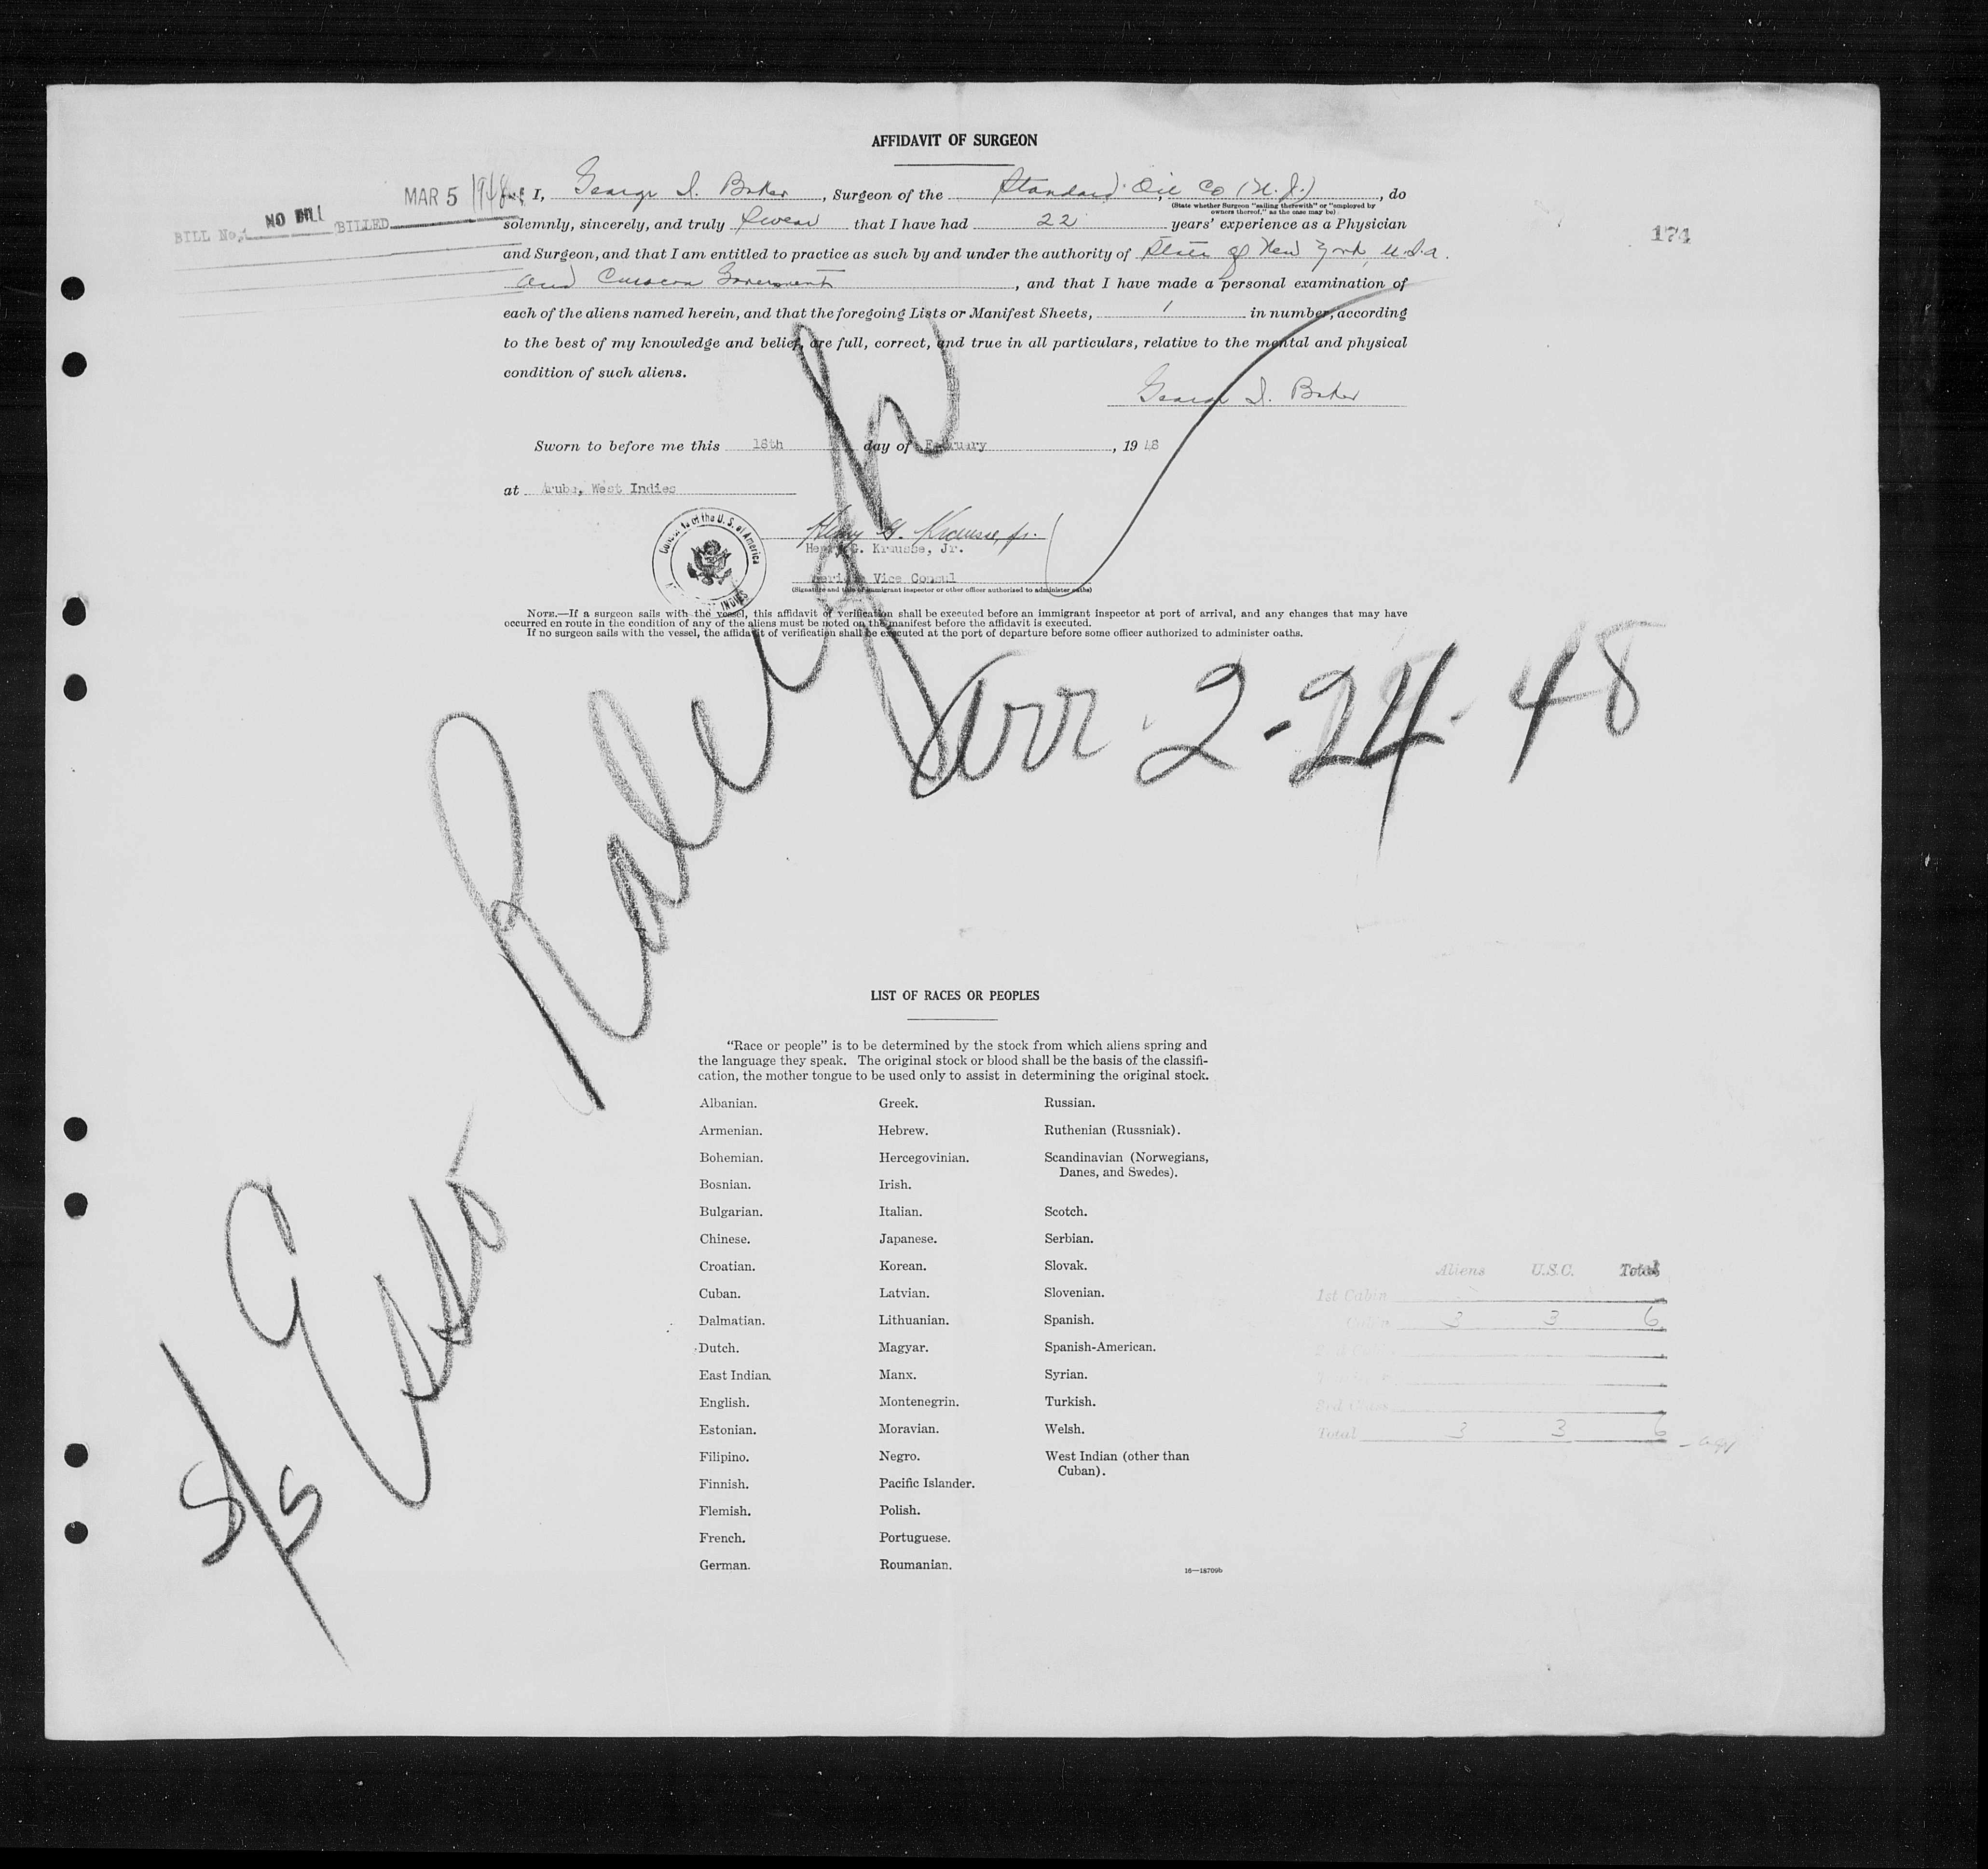 AFFIDAVIT OF SURGEON
MAR 5 1948
BILL No. NO BILL BILLED
174
I, George I. Baker, Surgeon of the Standard Oil Co (N.J.), do
(State whether Surgeon "sailing therewith" or "employed by
owners thereof," as the case may be)
solemnly, sincerely, and truly swear that I have had 22 years' experience as a Physician
and Surgeon, and that I am entitled to practice as such by and under the authority of State of New York, U.S.A.
and Curacao Government, and that I have made a personal examination of
each of the aliens named herein, and that the foregoing Lists or Manifest Sheets, 1 in number, according
to the best of my knowledge and belief, are full, correct, and true in all particulars, relative to the mental and physical
condition of such aliens.
George I. Baker
Sworn to before me this 18th day of February, 1948
at Aruba, West Indies
Consulate of the U. S. of America
INDIES
Henry G. Krausse, Jr.
Henry G. Krausse, Jr.
American Vice Consul
(Signature and title of immigrant inspector or other officer authorized to administer oaths)
NOTE.—If a surgeon sails with the vessel, this affidavit of verification shall be executed before an immigrant inspector at port of arrival, and any changes that may have
occurred en route in the condition of any of the aliens must be noted on the manifest before the affidavit is executed.
If no surgeon sails with the vessel, the affidavit of verification shall be executed at the port of departure before some officer authorized to administer oaths.
S/S Esso Raleigh
arr. 2-24-48
LIST OF RACES OR PEOPLES
"Race or people" is to be determined by the stock from which aliens spring and
the language they speak. The original stock or blood shall be the basis of the classifi-
cation, the mother tongue to be used only to assist in determining the original stock.
Albanian.
Armenian.
Bohemian.
Bosnian.
Bulgarian.
Chinese.
Croatian.
Cuban.
Dalmatian.
Dutch.
East Indian.
English.
Estonian.
Filipino.
Finnish.
Flemish.
French.
German.
Greek.
Hebrew.
Hercegovinian.
Irish.
Italian.
Japanese.
Korean.
Latvian.
Lithuanian.
Magyar.
Manx.
Montenegrin.
Moravian.
Negro.
Pacific Islander.
Polish.
Portuguese.
Roumanian.
Russian.
Ruthenian (Russniak).
Scandinavian (Norwegians,
Danes, and Swedes).
Scotch.
Serbian.
Slovak.
Slovenian.
Spanish.
Spanish-American.
Syrian.
Turkish.
Welsh.
West Indian (other than
Cuban).
16—18709b
Aliens U.S.C. Total
1st Cabin
Cabin 3 3 6
Total 3 3 6